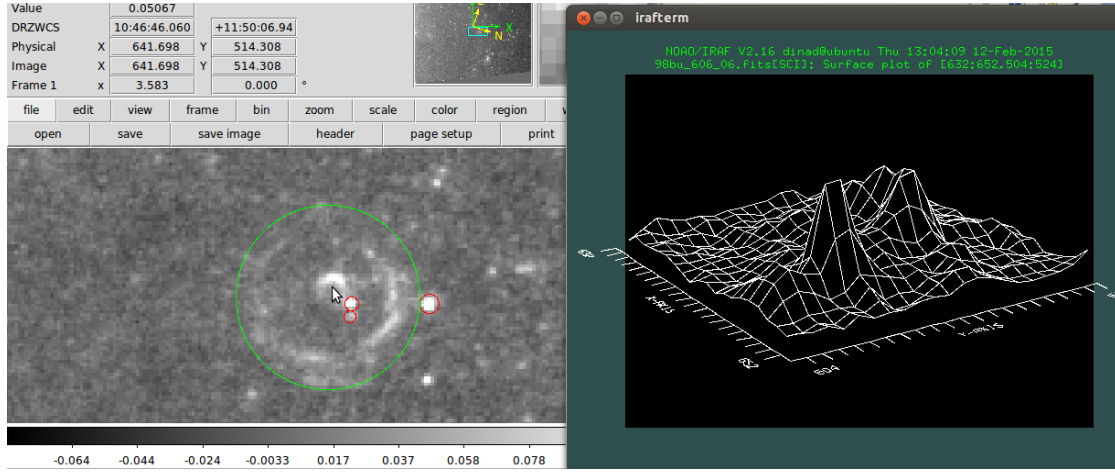 Value 0.05067
DRZWCS 10:46:46.060 +11:50:06.94
Physical X 641.698 Y 514.308
Image X 641.698 Y 514.308
Frame 1 x 3.583 0.000 °
file edit view frame bin zoom scale color region
open save save image header page setup print
-0.064 -0.044 -0.024 -0.0033 0.017 0.037 0.058 0.078
X
N
irafterm
NOAO/IRAF V2.16 dinad@ubuntu Thu 13:04:09 12-Feb-2015
98bu_606_06.fits[SCI]: Surface plot of [632:652,504:524]
X-AXIS
652
504
Y-AXIS